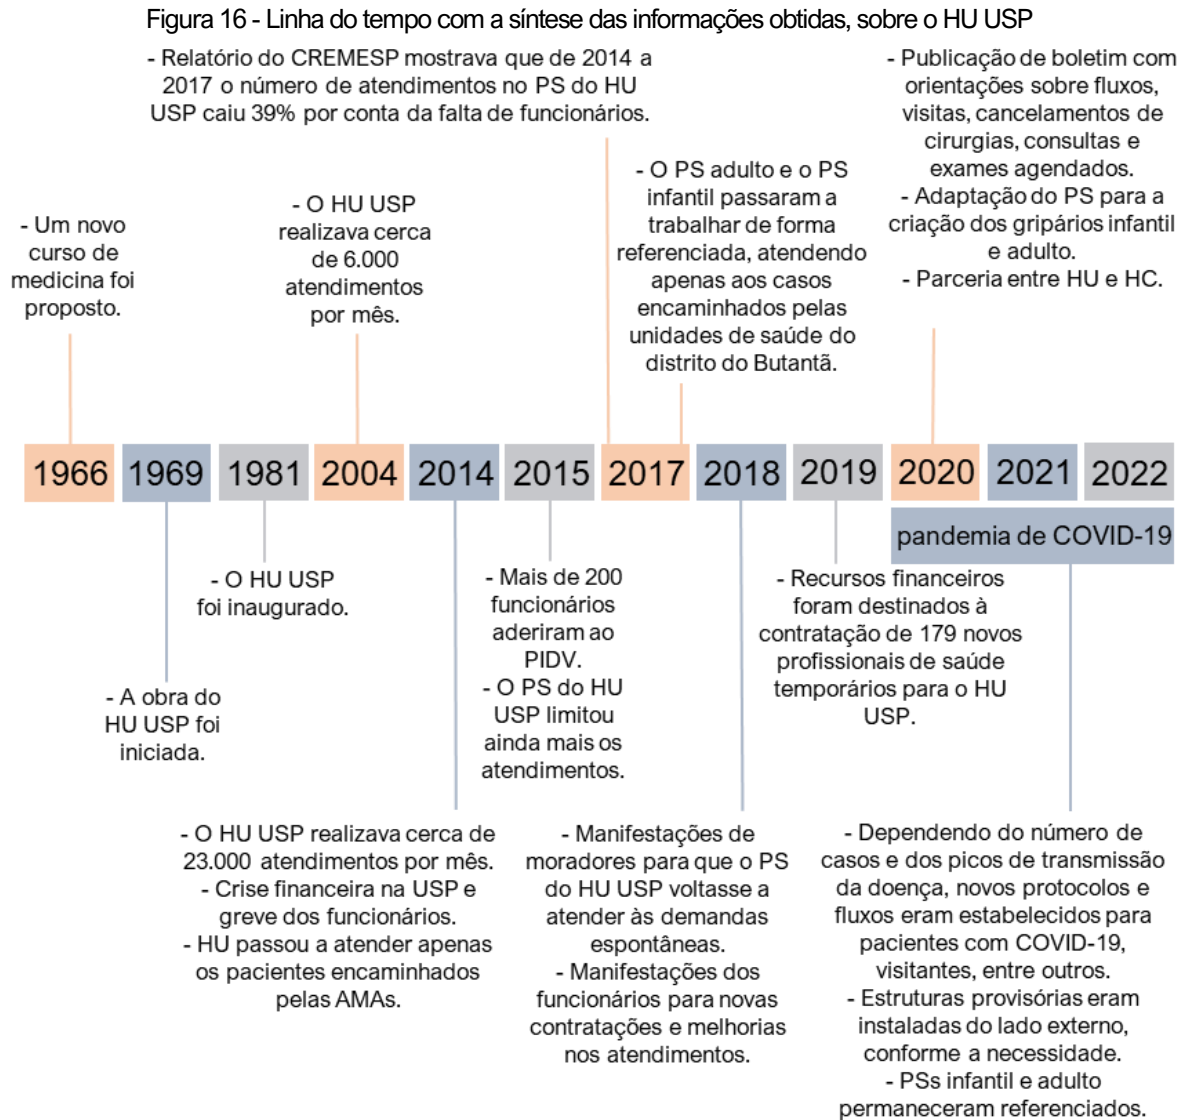 Figura 16 - Linha do tempo com a síntese das informações obtidas, sobre o HU USP
- Relatório do CREMESP mostrava que de 2014 a
2017 o número de atendimentos no PS do HU
USP caiu 39% por conta da falta de funcionários.
- Publicação de boletim com
orientações sobre fluxos,
visitas, cancelamentos de
cirurgias, consultas e
exames agendados.
- Adaptação do PS para a
criação dos gripários infantil
e adulto.
- Parceria entre HU e HC.
- Um novo
curso de
medicina foi
proposto.
- O HU USP
realizava cerca
de 6.000
atendimentos
por mês.
- O PS adulto e o PS
infantil passaram a
trabalhar de forma
referenciada, atendendo
apenas aos casos
encaminhados pelas
unidades de saúde do
distrito do Butantã.
1966 1969 1981 2004 2014 2015 2017 2018 2019 2020 2021 2022
pandemia de COVID-19
- A obra do
HU USP foi
iniciada.
- O HU USP
foi inaugurado.
- O HU USP realizava cerca de
23.000 atendimentos por mês.
- Crise financeira na USP e
greve dos funcionários.
- HU passou a atender apenas
os pacientes encaminhados
pelas AMAs.
- Mais de 200
funcionários
aderiram ao
PIDV.
- O PS do HU
USP limitou
ainda mais os
atendimentos.
- Manifestações de
moradores para que o PS
do HU USP voltasse a
atender às demandas
espontâneas.
- Manifestações dos
funcionários para novas
contratações e melhorias
nos atendimentos.
- Recursos financeiros
foram destinados à
contratação de 179 novos
profissionais de saúde
temporários para o HU
USP.
- Dependendo do número de
casos e dos picos de transmissão
da doença, novos protocolos e
fluxos eram estabelecidos para
pacientes com COVID-19,
visitantes, entre outros.
- Estruturas provisórias eram
instaladas do lado externo,
conforme a necessidade.
- PSs infantil e adulto
permaneceram referenciados.